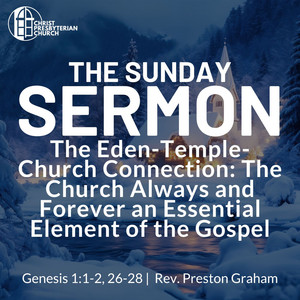 CHRIST
PRESBYTERIAN
CHURCH
THE SUNDAY
SERMON
The Eden-Temple-
Church Connection: The
Church Always and
Forever an Essential
Element of the Gospel
Genesis 1:1-2, 26-28 | Rev. Preston Graham